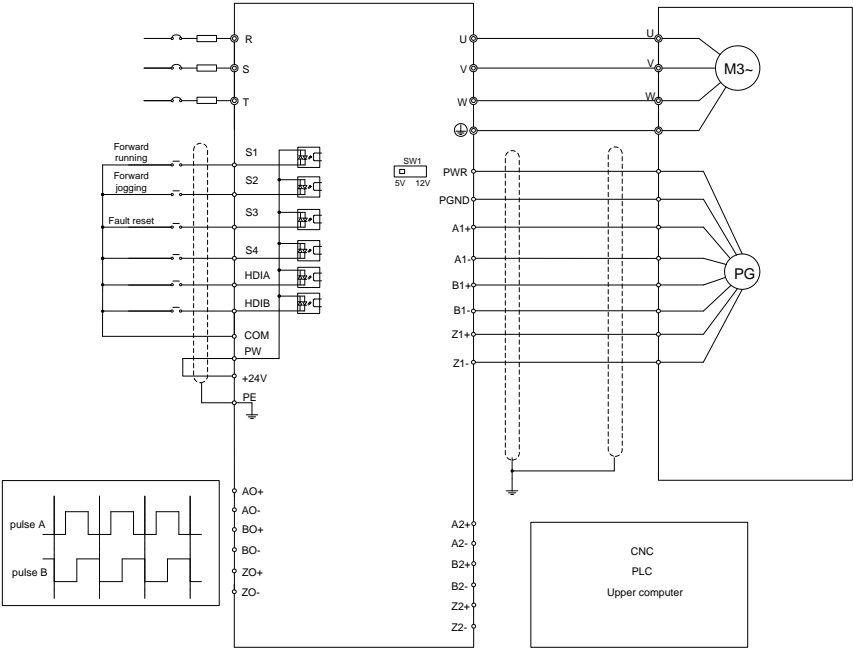 R
S
T
U
V
W
U
V
W
M3~
Forward
running
Forward
jogging
Fault reset
S1
S2
S3
S4
HDIA
HDIB
COM
PW
+24V
PE
SW1
5V 12V
PWR
PGND
A1+
A1-
B1+
B1-
Z1+
Z1-
PG
AO+
AO-
BO+
BO-
ZO+
ZO-
pulse A
pulse B
A2+
A2-
B2+
B2-
Z2+
Z2-
CNC
PLC
Upper computer